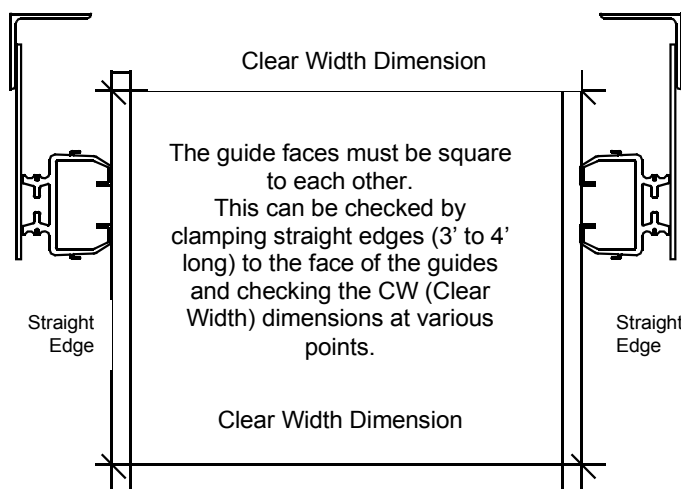 Clear Width Dimension
The guide faces must be square
to each other.
This can be checked by
clamping straight edges (3’ to 4’
long) to the face of the guides
and checking the CW (Clear
Width) dimensions at various
points.
Straight
Edge
Straight
Edge
Clear Width Dimension